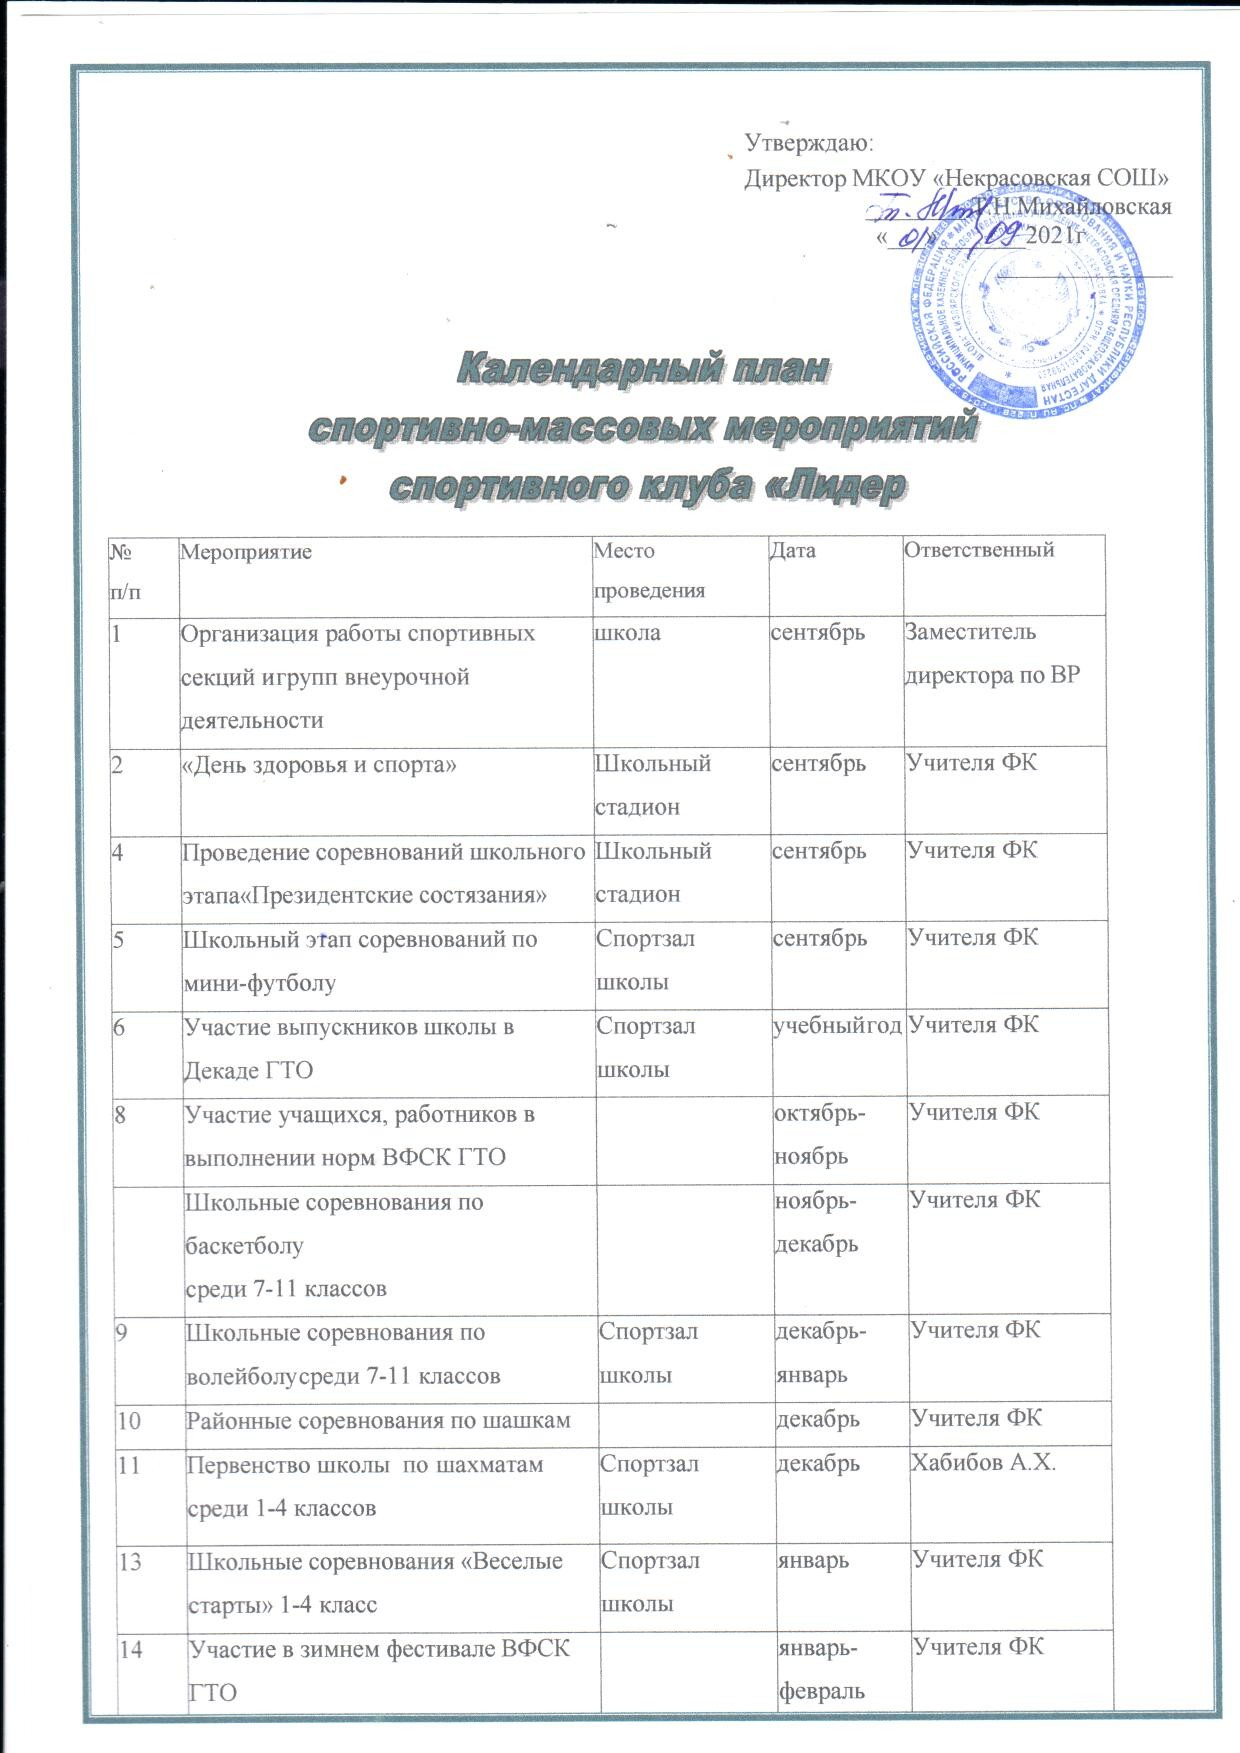 Утверждаю:
Директор МКОУ «Некрасовская СОШ»
Т.Н.Михайловская
« 01 » 09 2021г
Календарный план
спортивно-массовых мероприятий
спортивного клуба «Лидер
№ Мероприятие Место Дата Ответственный
п/п проведения
1 Организация работы спортивных школа сентябрь Заместитель
секций игрупп внеурочной директора по ВР
деятельности
2 «День здоровья и спорта» Школьный сентябрь Учителя ФК
стадион
4 Проведение соревнований школьного Школьный сентябрь Учителя ФК
этапа«Президентские состязания» стадион
5 Школьный этап соревнований по Спортзал сентябрь Учителя ФК
мини-футболу школы
6 Участие выпускников школы в Спортзал учебныйгод Учителя ФК
Декаде ГТО школы
8 Участие учащихся, работников в октябрь- Учителя ФК
выполнении норм ВФСК ГТО ноябрь
Школьные соревнования по ноябрь- Учителя ФК
баскетболу декабрь
среди 7-11 классов
9 Школьные соревнования по Спортзал декабрь- Учителя ФК
волейболусреди 7-11 классов школы январь
10 Районные соревнования по шашкам декабрь Учителя ФК
11 Первенство школы по шахматам Спортзал декабрь Хабибов А.Х.
среди 1-4 классов школы
13 Школьные соревнования «Веселые Спортзал январь Учителя ФК
старты» 1-4 класс школы
14 Участие в зимнем фестивале ВФСК январь- Учителя ФК
ГТО февраль